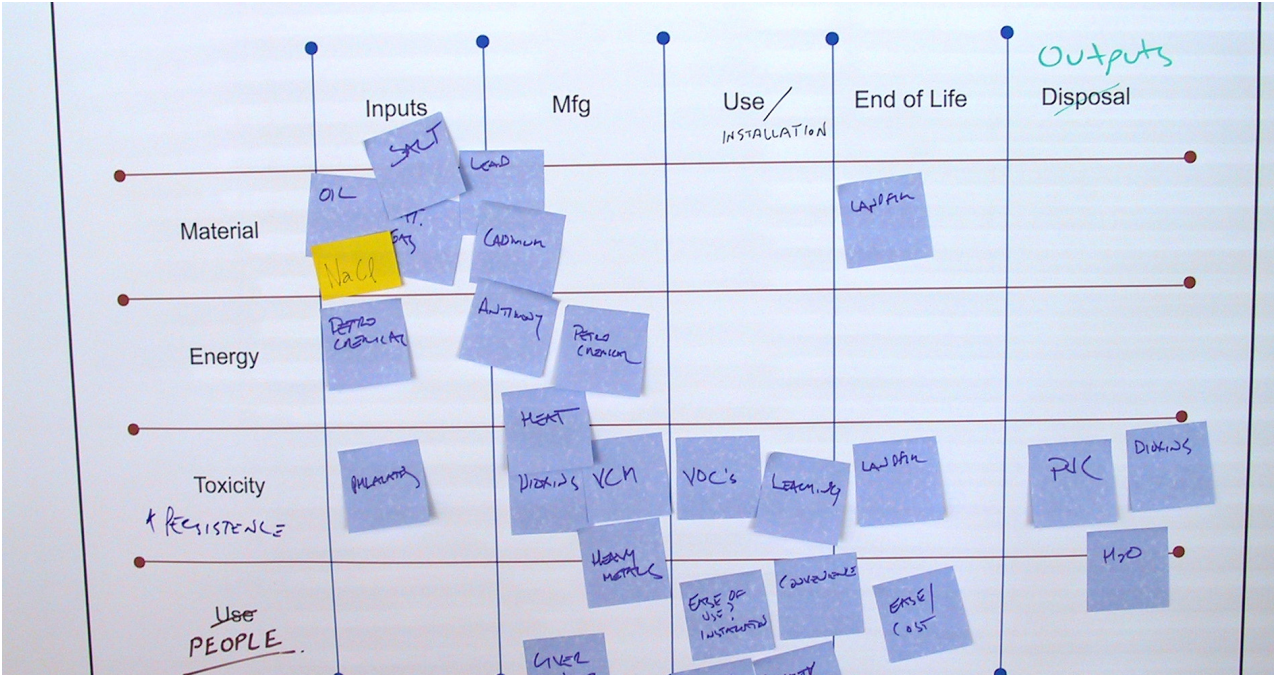 Outputs
Inputs
Mfg
Use/
INSTALLATION
End of Life
Disposal
SALT
LEAD
OIL
LANDFILL
Material
CADMIUM
NaCl
ANTIMONY
PETRO
CHEMICAL
PETRO
CHEMICAL
Energy
HEAT
Toxicity
* PERSISTENCE
PHLALATES
DIOXINS
VCM
VOC's
LEACHING
LANDFILL
PVC
DIOXINS
HEAVY
METALS
H2O
Use
PEOPLE
EASE OF
USE?
INSTALLATION
CONVENIENCE
EASE/
COST
LIVER